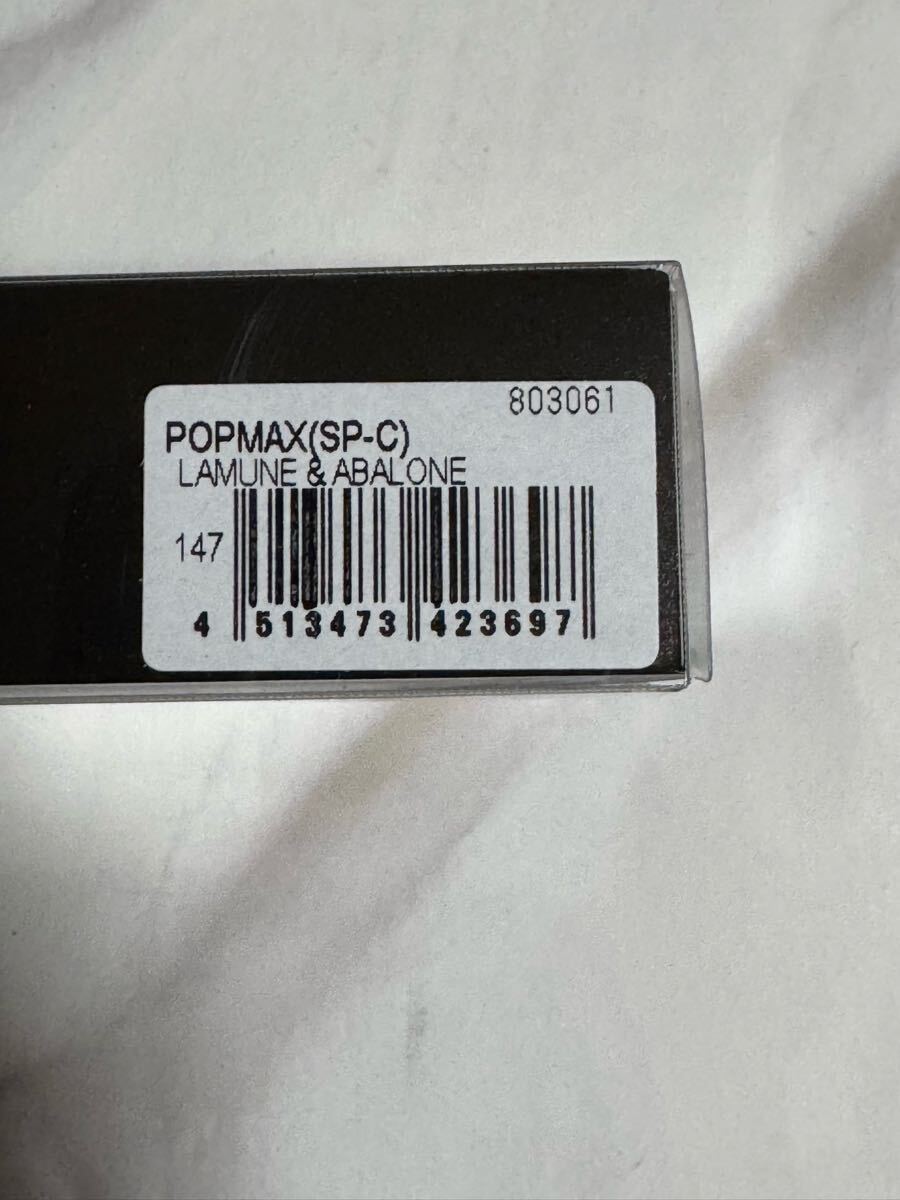 803061
POPMAX(SP-C)
LAMUNE & ABALONE
147
4 513473 423697